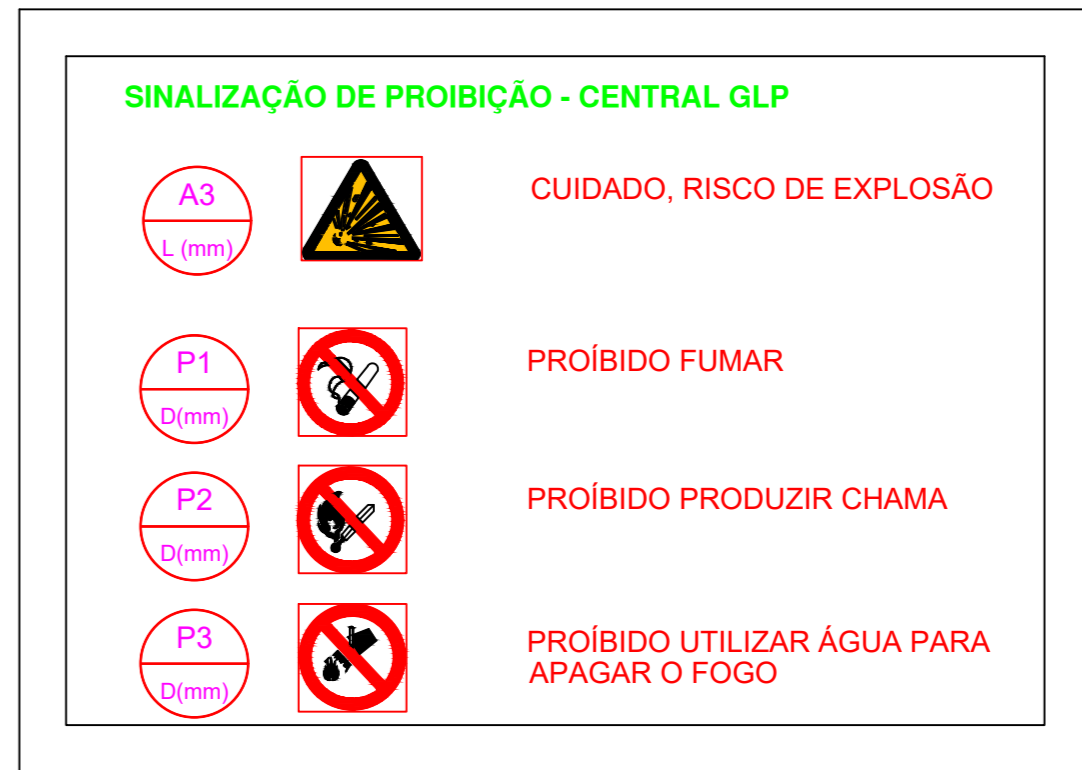 SINALIZAÇÃO DE PROIBIÇÃO - CENTRAL GLP
A3
L (mm)
CUIDADO, RISCO DE EXPLOSÃO
P1
D(mm)
PROÍBIDO FUMAR
P2
D(mm)
PROÍBIDO PRODUZIR CHAMA
P3
D(mm)
PROÍBIDO UTILIZAR ÁGUA PARA
APAGAR O FOGO